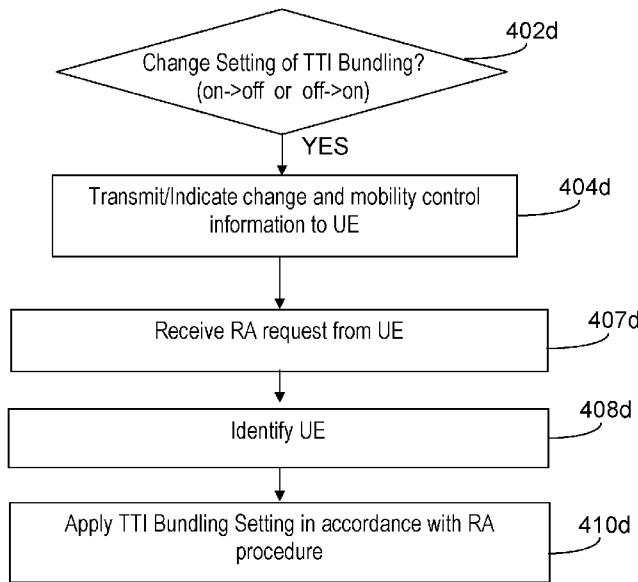 Change Setting of TTI Bundling?
(on->off or off->on)
402d
YES
Transmit/Indicate change and mobility control
information to UE
404d
Receive RA request from UE
407d
Identify UE
408d
Apply TTI Bundling Setting in accordance with RA
procedure
410d